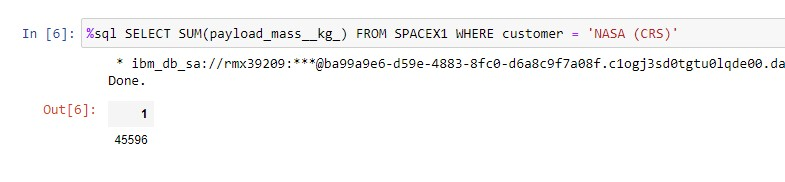 In [6]: %sql SELECT SUM(payload_mass__kg_) FROM SPACEX1 WHERE customer = 'NASA (CRS)'
* ibm_db_sa://rmx39209:***@ba99a9e6-d59e-4883-8fc0-d6a8c9f7a08f.c1ogj3sd0tgtu0lqde00.da
Done.
Out[6]: 1
45596